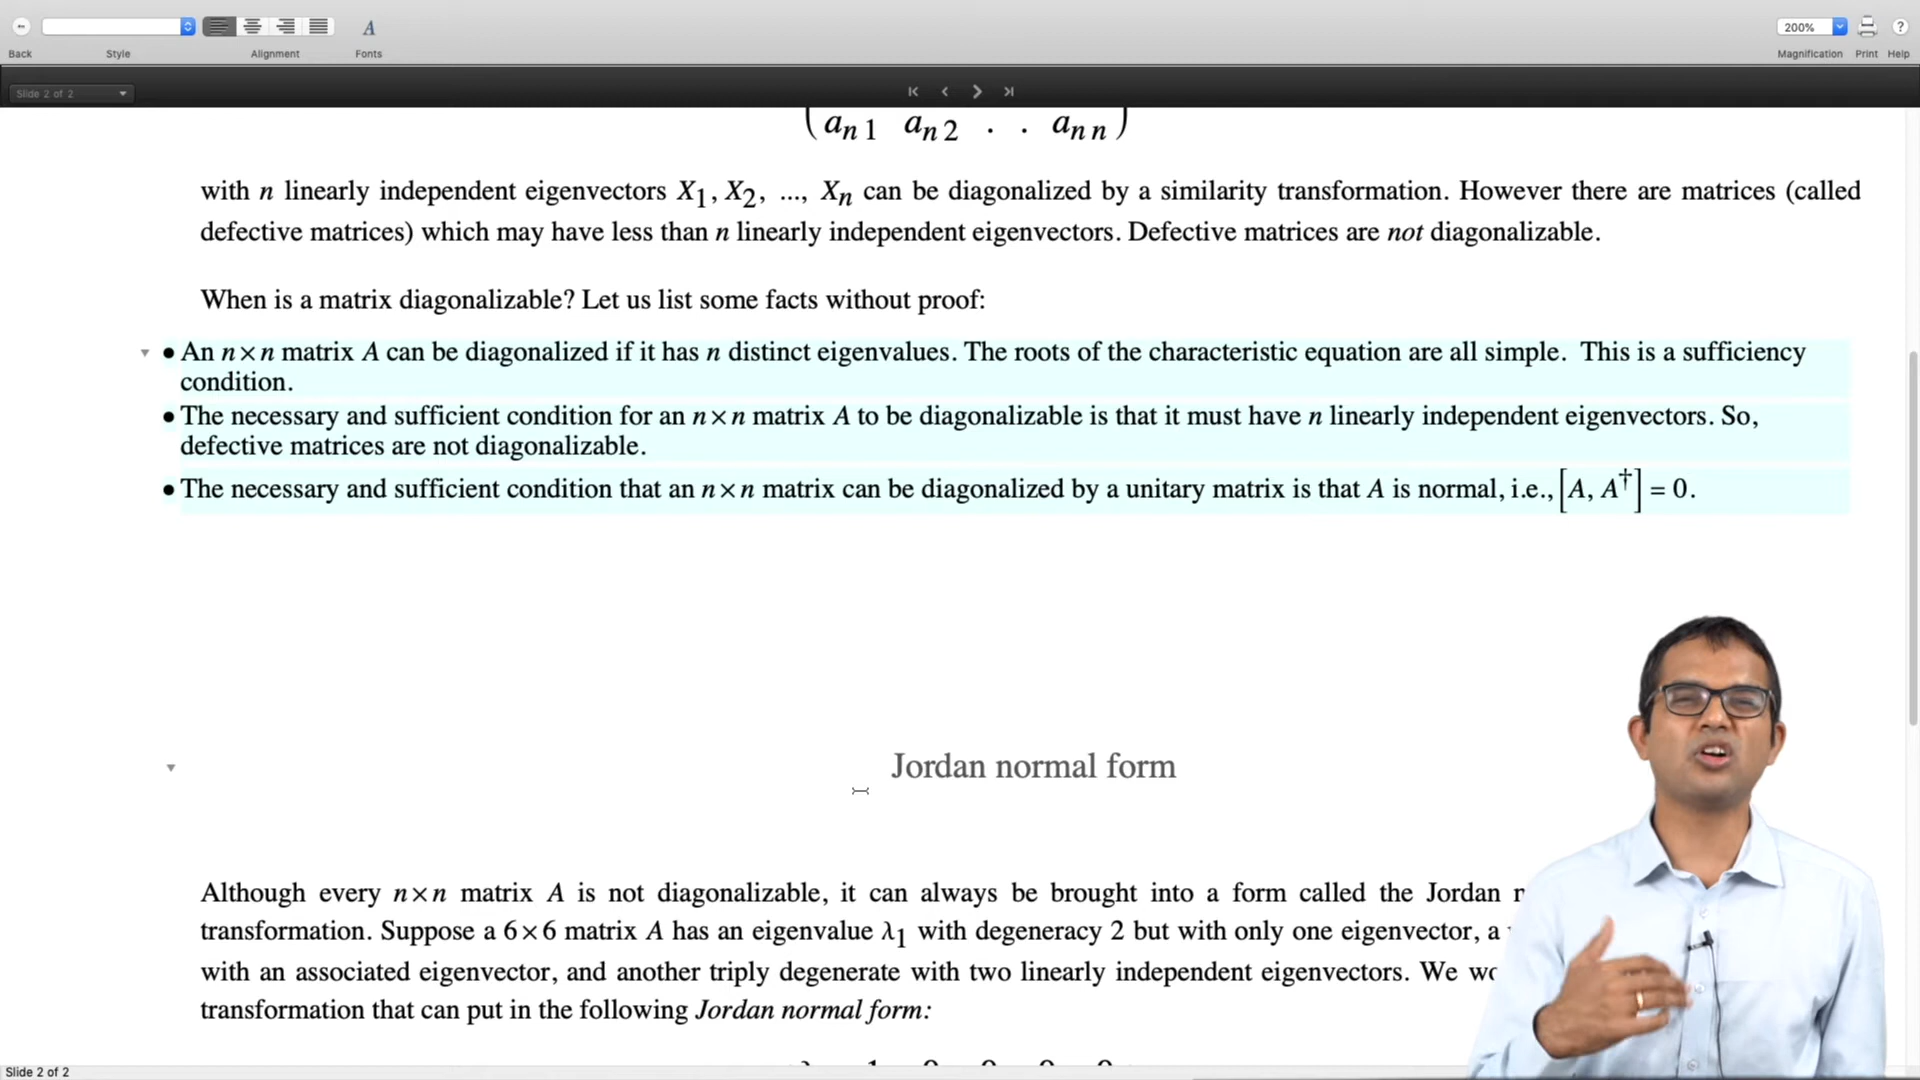 200%
Back Style Alignment Fonts Magnification Print Help
Slide 2 of 2
a_{n 1} a_{n 2} . . a_{n n}
with n linearly independent eigenvectors X₁, X₂, ..., Xₙ can be diagonalized by a similarity transformation. However there are matrices (called
defective matrices) which may have less than n linearly independent eigenvectors. Defective matrices are not diagonalizable.
When is a matrix diagonalizable? Let us list some facts without proof:
● An n×n matrix A can be diagonalized if it has n distinct eigenvalues. The roots of the characteristic equation are all simple. This is a sufficiency
condition.
● The necessary and sufficient condition for an n×n matrix A to be diagonalizable is that it must have n linearly independent eigenvectors. So,
defective matrices are not diagonalizable.
● The necessary and sufficient condition that an n×n matrix can be diagonalized by a unitary matrix is that A is normal, i.e., [A, A†] = 0.
Jordan normal form
Although every n×n matrix A is not diagonalizable, it can always be brought into a form called the Jordan
transformation. Suppose a 6×6 matrix A has an eigenvalue λ₁ with degeneracy 2 but with only one eigenvector, a
with an associated eigenvector, and another triply degenerate with two linearly independent eigenvectors. We
transformation that can put in the following Jordan normal form:
Slide 2 of 2